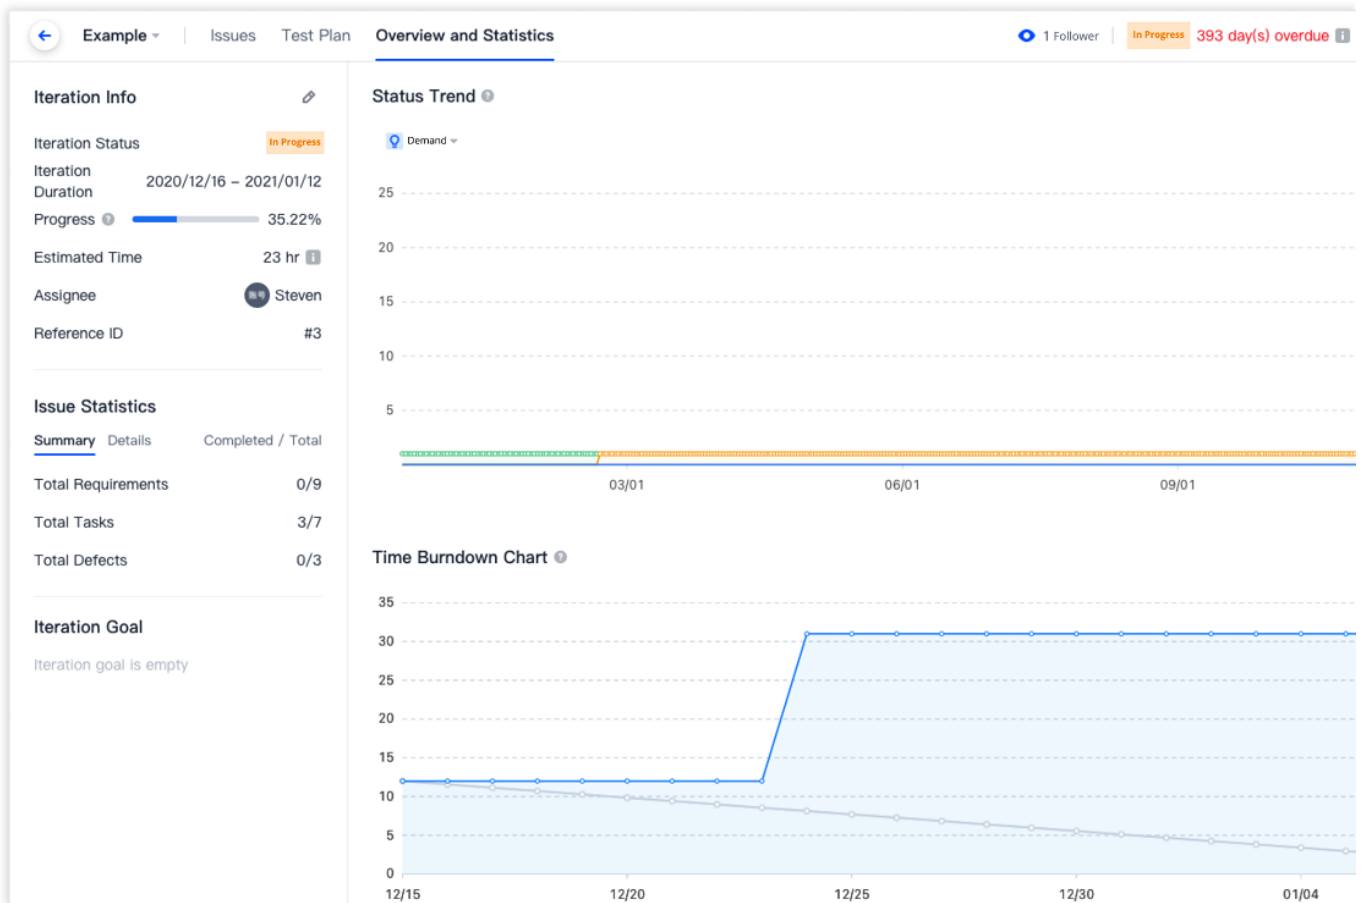 Example
Issues
Test Plan
Overview and Statistics
1 Follower
In Progress
393 day(s) overdue
Iteration Info
Iteration Status
In Progress
Iteration Duration
2020/12/16 – 2021/01/12
Progress
35.22%
Estimated Time
23 hr
Assignee
Steven
Reference ID
#3
Issue Statistics
Summary
Details
Completed / Total
Total Requirements
0/9
Total Tasks
3/7
Total Defects
0/3
Iteration Goal
Iteration goal is empty
Status Trend
Demand
25
20
15
10
5
03/01
06/01
09/01
Time Burndown Chart
35
30
25
20
15
10
5
0
12/15
12/20
12/25
12/30
01/04